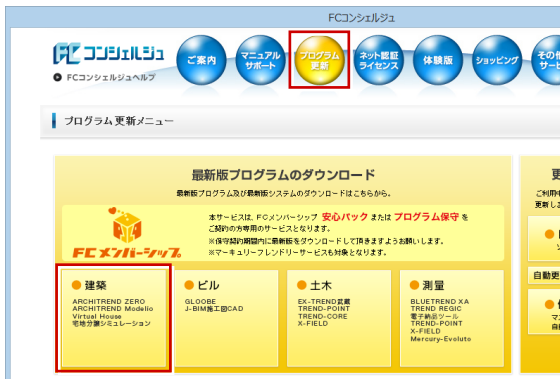 FCコンシェルジュ
FCコンシェルジュ
FCコンシェルジュヘルプ
ご案内
マニュアル
サポート
プログラム
更新
ネット認証
ライセンス
体験版
ショッピング
その他
サービ
プログラム更新メニュー
最新版プログラムのダウンロード
最新版プログラム及び最新版システムのダウンロードはこちらから。
FCメンバーシップ
本サービスは、FCメンバーシップ 安心パック または プログラム保守 を
ご契約の方専用のサービスとなります。
※保守契約期間内に最新版をダウンロードして頂きますようお願いします。
※マーキュリーフレンドリーサービスも対象となります。
建築
ARCHITREND ZERO
ARCHITREND Modelio
Virtual House
宅地分譲シミュレーション
ビル
GLOOBE
J-BIM施工図CAD
土木
EX-TREND武蔵
TREND-POINT
TREND-CORE
X-FIELD
測量
BLUETREND XA
TREND REGIC
電子納品ツール
TREND-POINT
X-FIELD
Mercury-Evoluto
更
ご利用中
更新しま
自動更